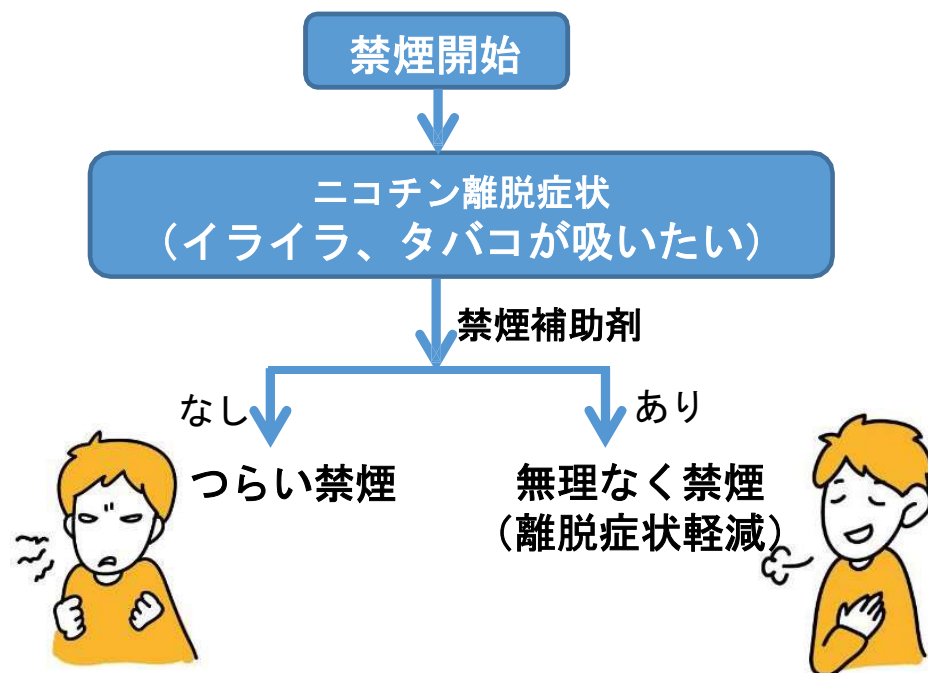 禁煙開始
ニコチン離脱症状
（イライラ、タバコが吸いたい）
禁煙補助剤
なし
あり
つらい禁煙
無理なく禁煙
（離脱症状軽減）